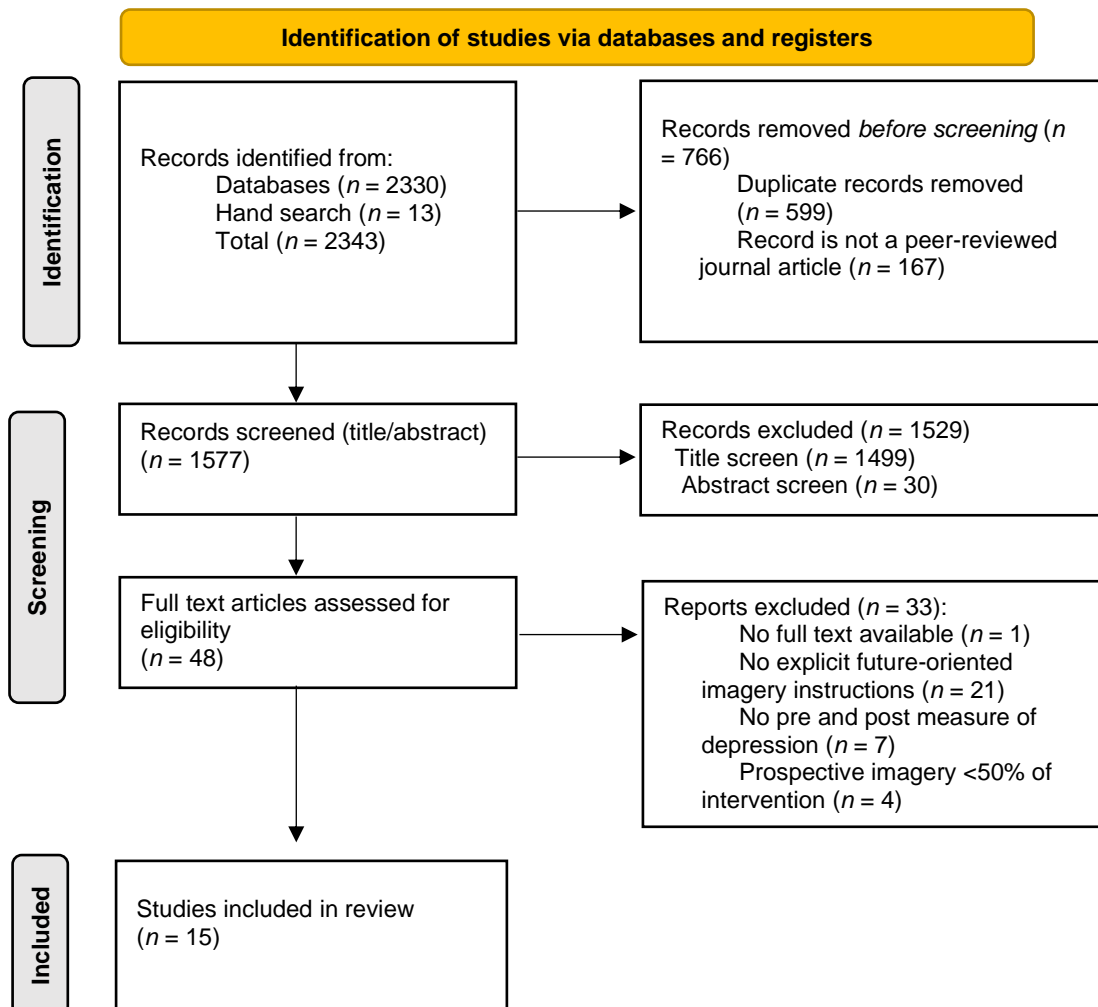 Identification of studies via databases and registers
Identification
Records identified from:
Databases (n = 2330)
Hand search (n = 13)
Total (n = 2343)
Records removed before screening (n
= 766)
Duplicate records removed
(n = 599)
Record is not a peer-reviewed
journal article (n = 167)
Screening
Records screened (title/abstract)
(n = 1577)
Records excluded (n = 1529)
Title screen (n = 1499)
Abstract screen (n = 30)
Full text articles assessed for
eligibility
(n = 48)
Reports excluded (n = 33):
No full text available (n = 1)
No explicit future-oriented
imagery instructions (n = 21)
No pre and post measure of
depression (n = 7)
Prospective imagery <50% of
intervention (n = 4)
Included
Studies included in review
(n = 15)